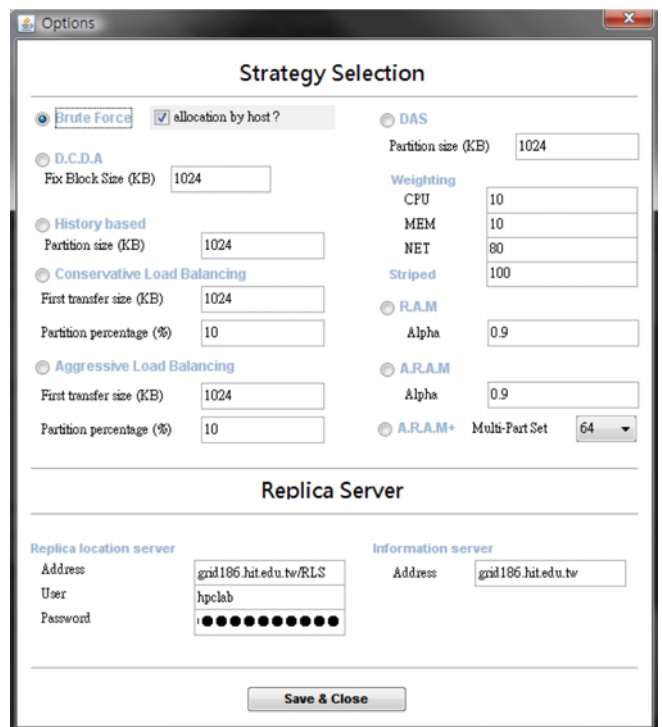 Options
Strategy Selection
Brute Force
allocation by host ?
D.C.D.A
Fix Block Size (KB) 1024
History based
Partition size (KB) 1024
Conservative Load Balancing
First transfer size (KB) 1024
Partition percentage (%) 10
Aggressive Load Balancing
First transfer size (KB) 1024
Partition percentage (%) 10
DAS
Partition size (KB) 1024
Weighting
CPU 10
MEM 10
NET 80
Striped 100
R.A.M
Alpha 0.9
A.R.A.M
Alpha 0.9
A.R.A.M+ Multi-Part Set 64
Replica Server
Replica location server
Address grid186.hit.edu.tw/RLS
User hpclab
Password ●●●●●●●●●●
Information server
Address grid186.hit.edu.tw
Save & Close